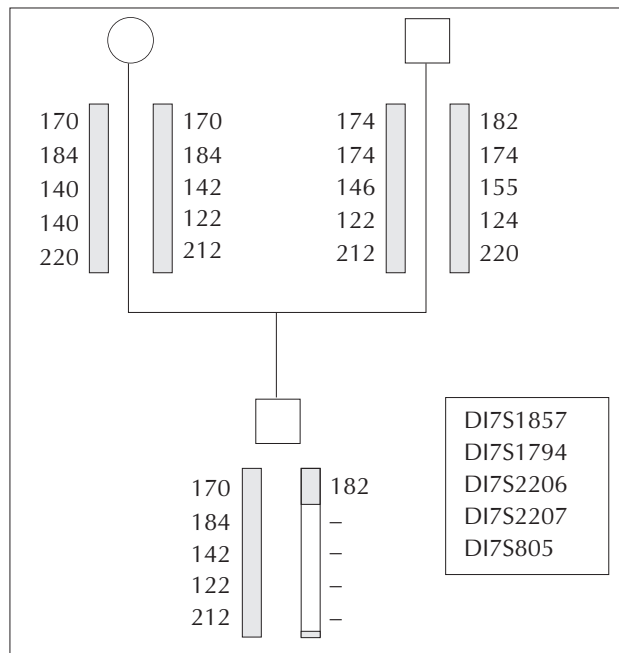 170 170 174 182
184 184 174 174
140 142 146 155
140 122 122 124
220 212 212 220
170 182
184 –
142 –
122 –
212 –
DI7S1857
DI7S1794
DI7S2206
DI7S2207
DI7S805